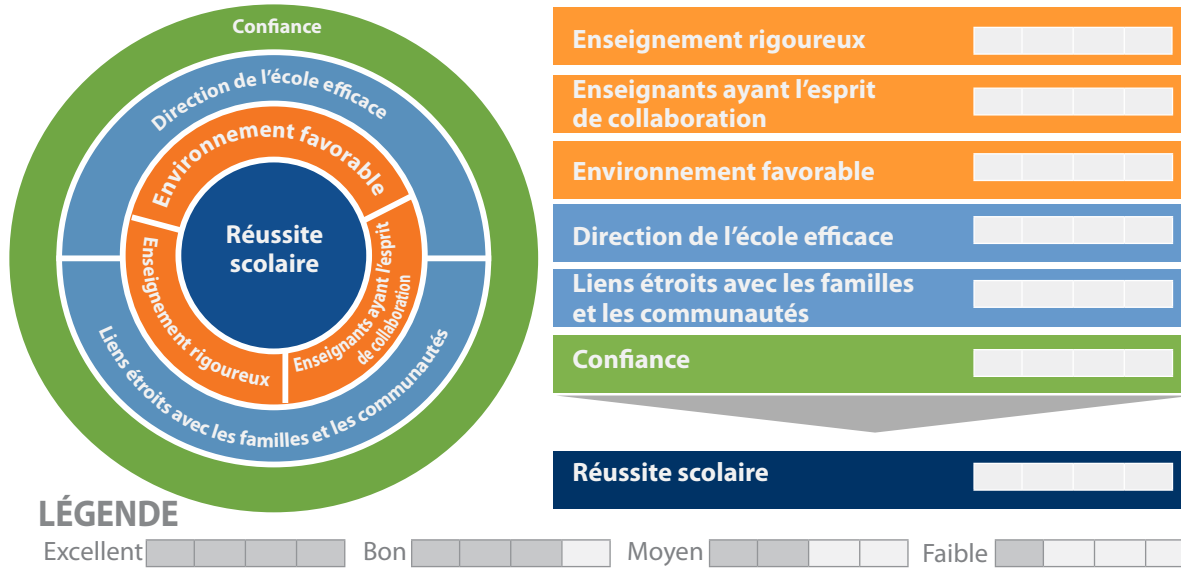 Confiance
Direction de l'école efficace
Environnement favorable
Réussite
scolaire
Enseignement rigoureux
Enseignants ayant l'esprit
de collaboration
Liens étroits avec les familles et les communautés
Enseignement rigoureux
Enseignants ayant l'esprit
de collaboration
Environnement favorable
Direction de l'école efficace
Liens étroits avec les familles
et les communautés
Confiance
Réussite scolaire
LÉGENDE
Excellent Bon Moyen Faible